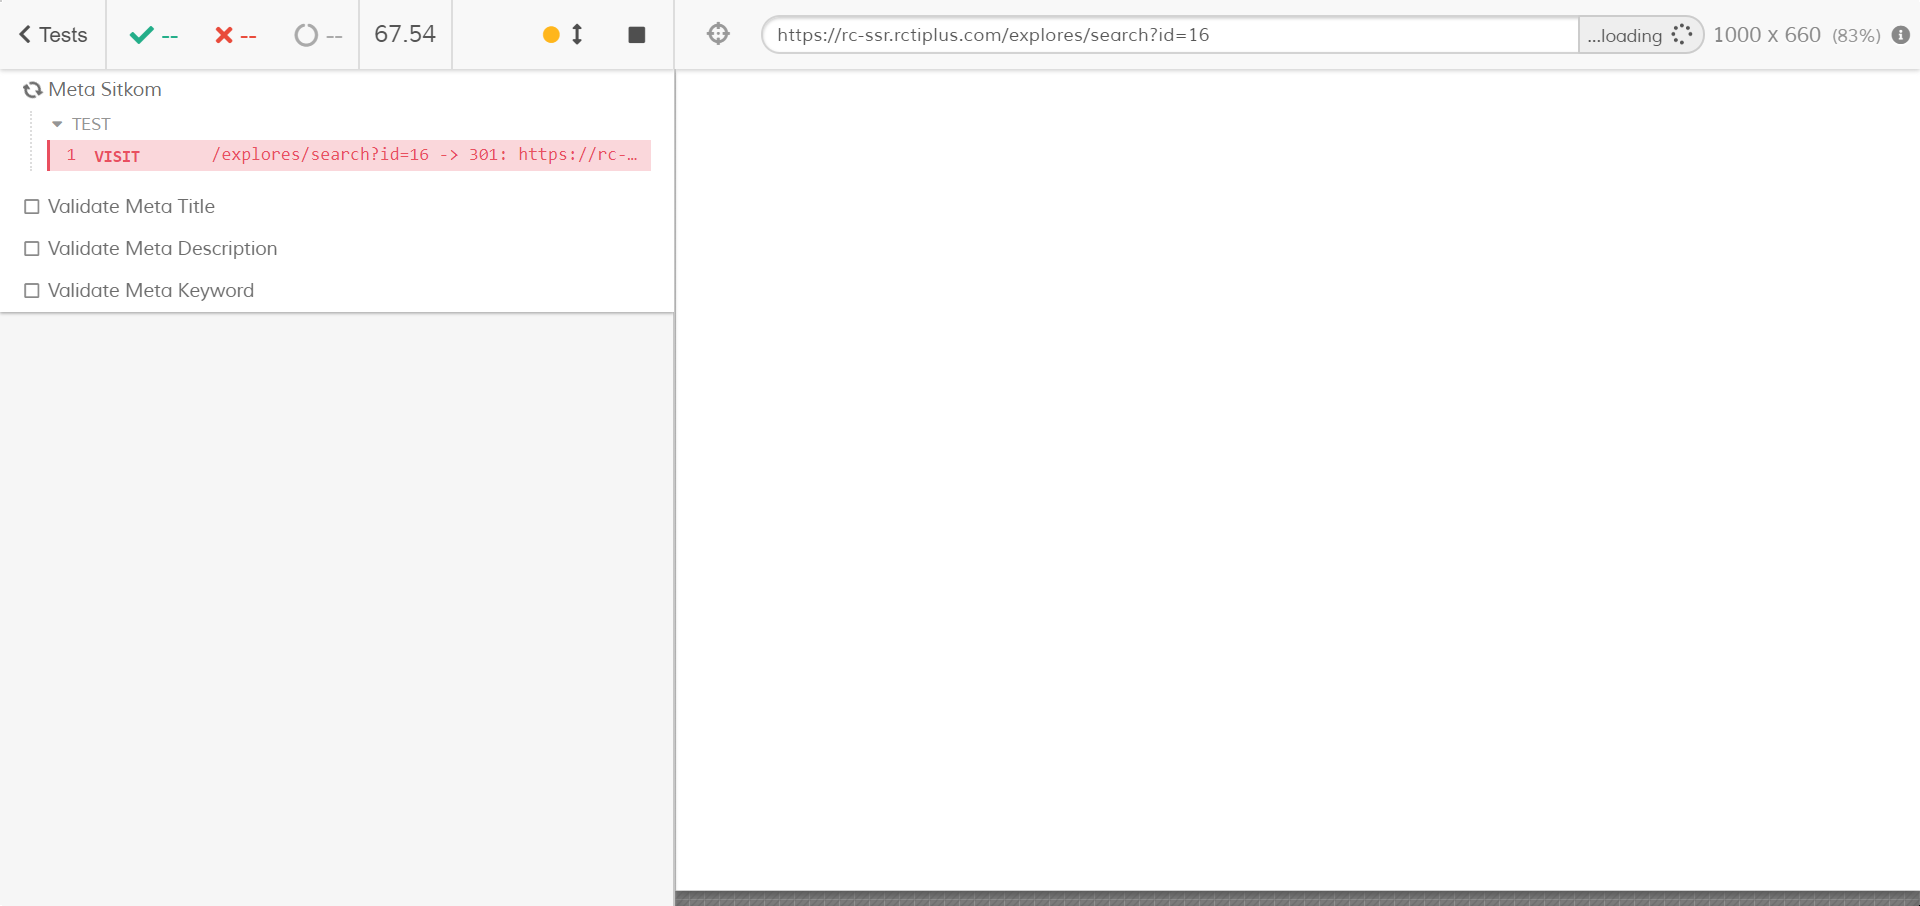 Tests -- -- -- 67.54
https://rc-ssr.rctiplus.com/explores/search?id=16 ...loading 1000 x 660 (83%)
Meta Sitkom
TEST
1 VISIT /explores/search?id=16 -> 301: https://rc-…
Validate Meta Title
Validate Meta Description
Validate Meta Keyword